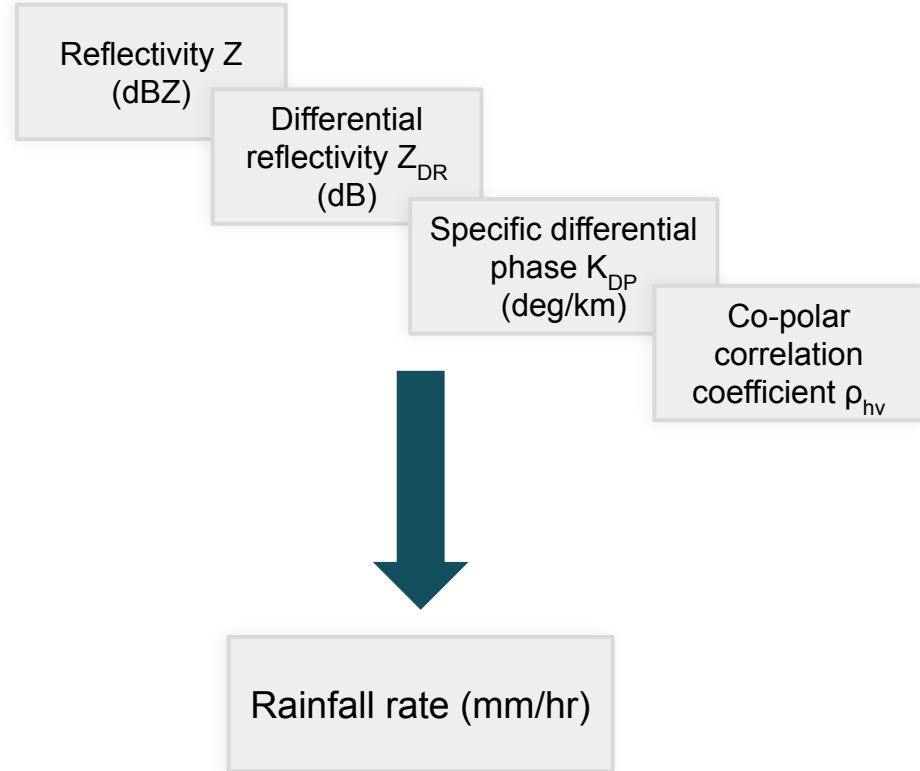 Reflectivity Z
(dBZ)
Differential
reflectivity Z_DR
(dB)
Specific differential
phase K_DP
(deg/km)
Co-polar
correlation
coefficient ρ_hv
Rainfall rate (mm/hr)